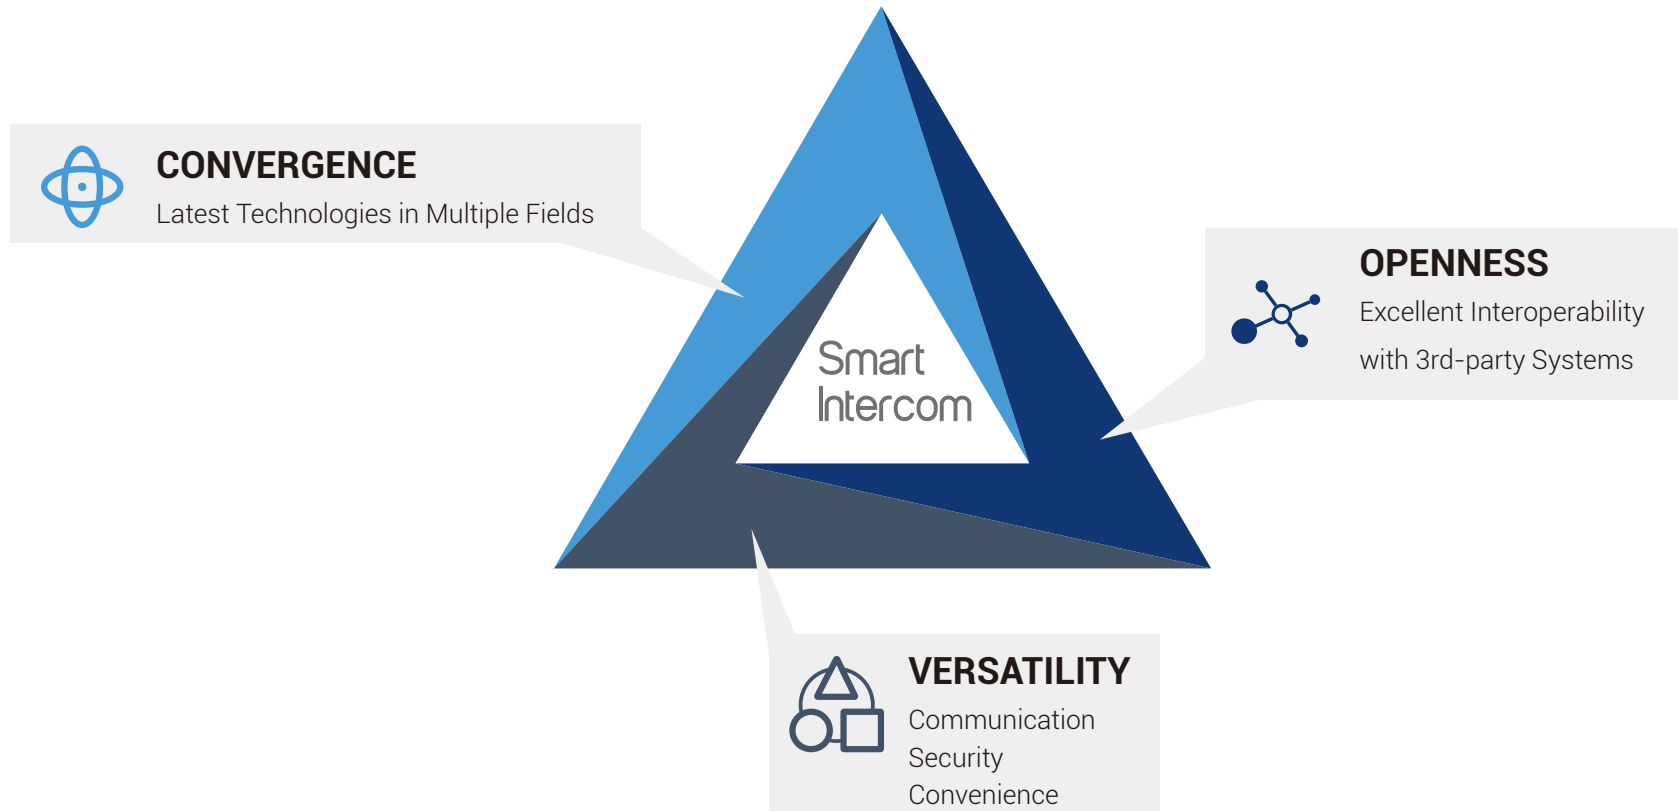 CONVERGENCE
Latest Technologies in Multiple Fields
OPENNESS
Excellent Interoperability
with 3rd-party Systems
Smart
Intercom
VERSATILITY
Communication
Security
Convenience